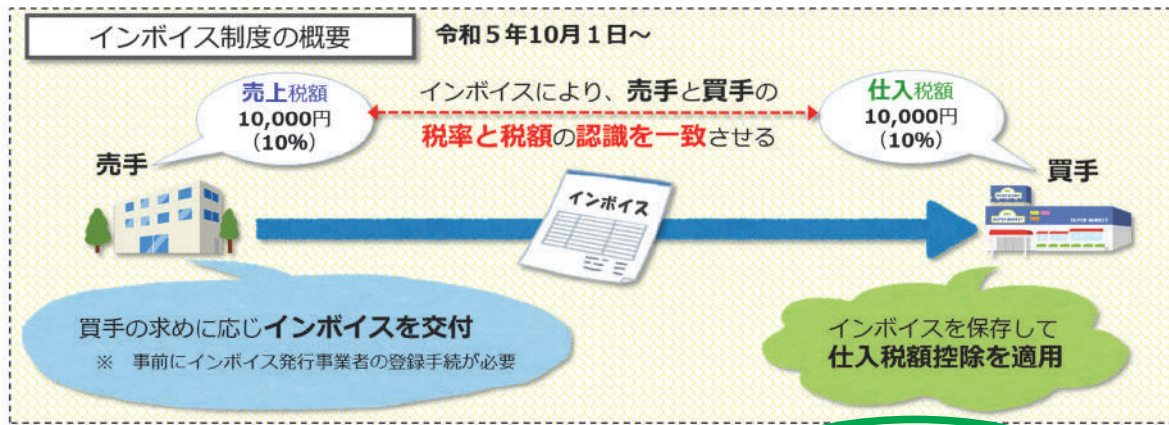 インボイス制度の概要
令和５年10月１日～
売上税額
10,000円
（10%）
インボイスにより、売手と買手の
税率と税額の認識を一致させる
仕入税額
10,000円
（10%）
売手
買手
インボイス
SUPER MARKET
買手の求めに応じインボイスを交付
※　事前にインボイス発行事業者の登録手続が必要
インボイスを保存して
仕入税額控除を適用